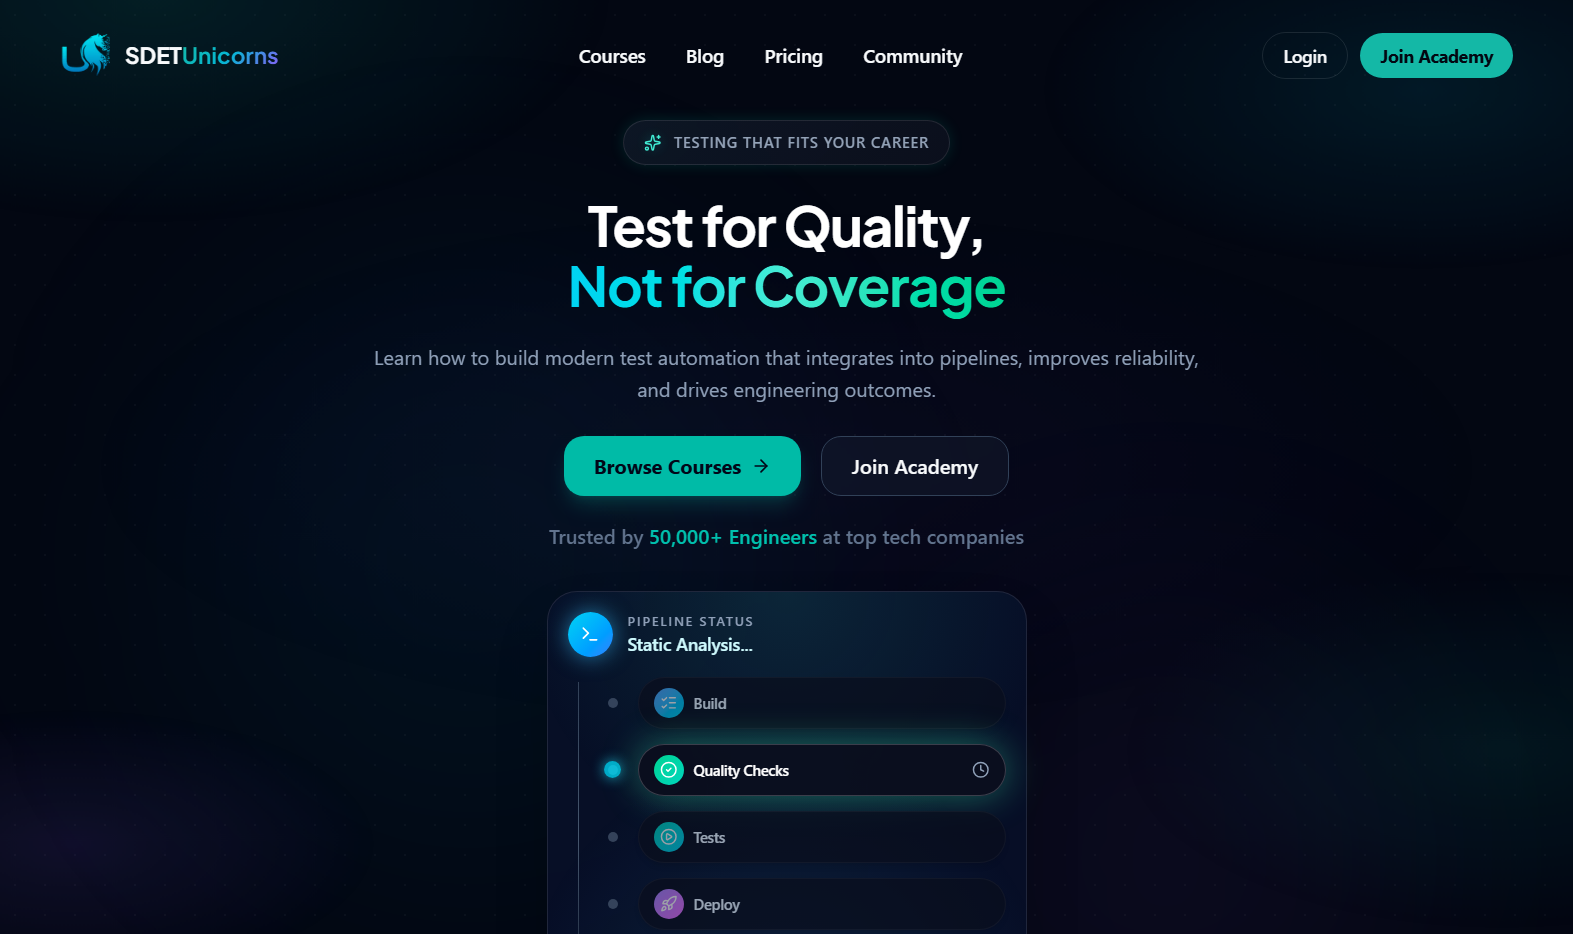 SDETUnicorns
Courses
Blog
Pricing
Community
Login
Join Academy
TESTING THAT FITS YOUR CAREER
Test for Quality,
Not for Coverage
Learn how to build modern test automation that integrates into pipelines, improves reliability,
and drives engineering outcomes.
Browse Courses
Join Academy
Trusted by 50,000+ Engineers at top tech companies
PIPELINE STATUS
Static Analysis...
Build
Quality Checks
Tests
Deploy